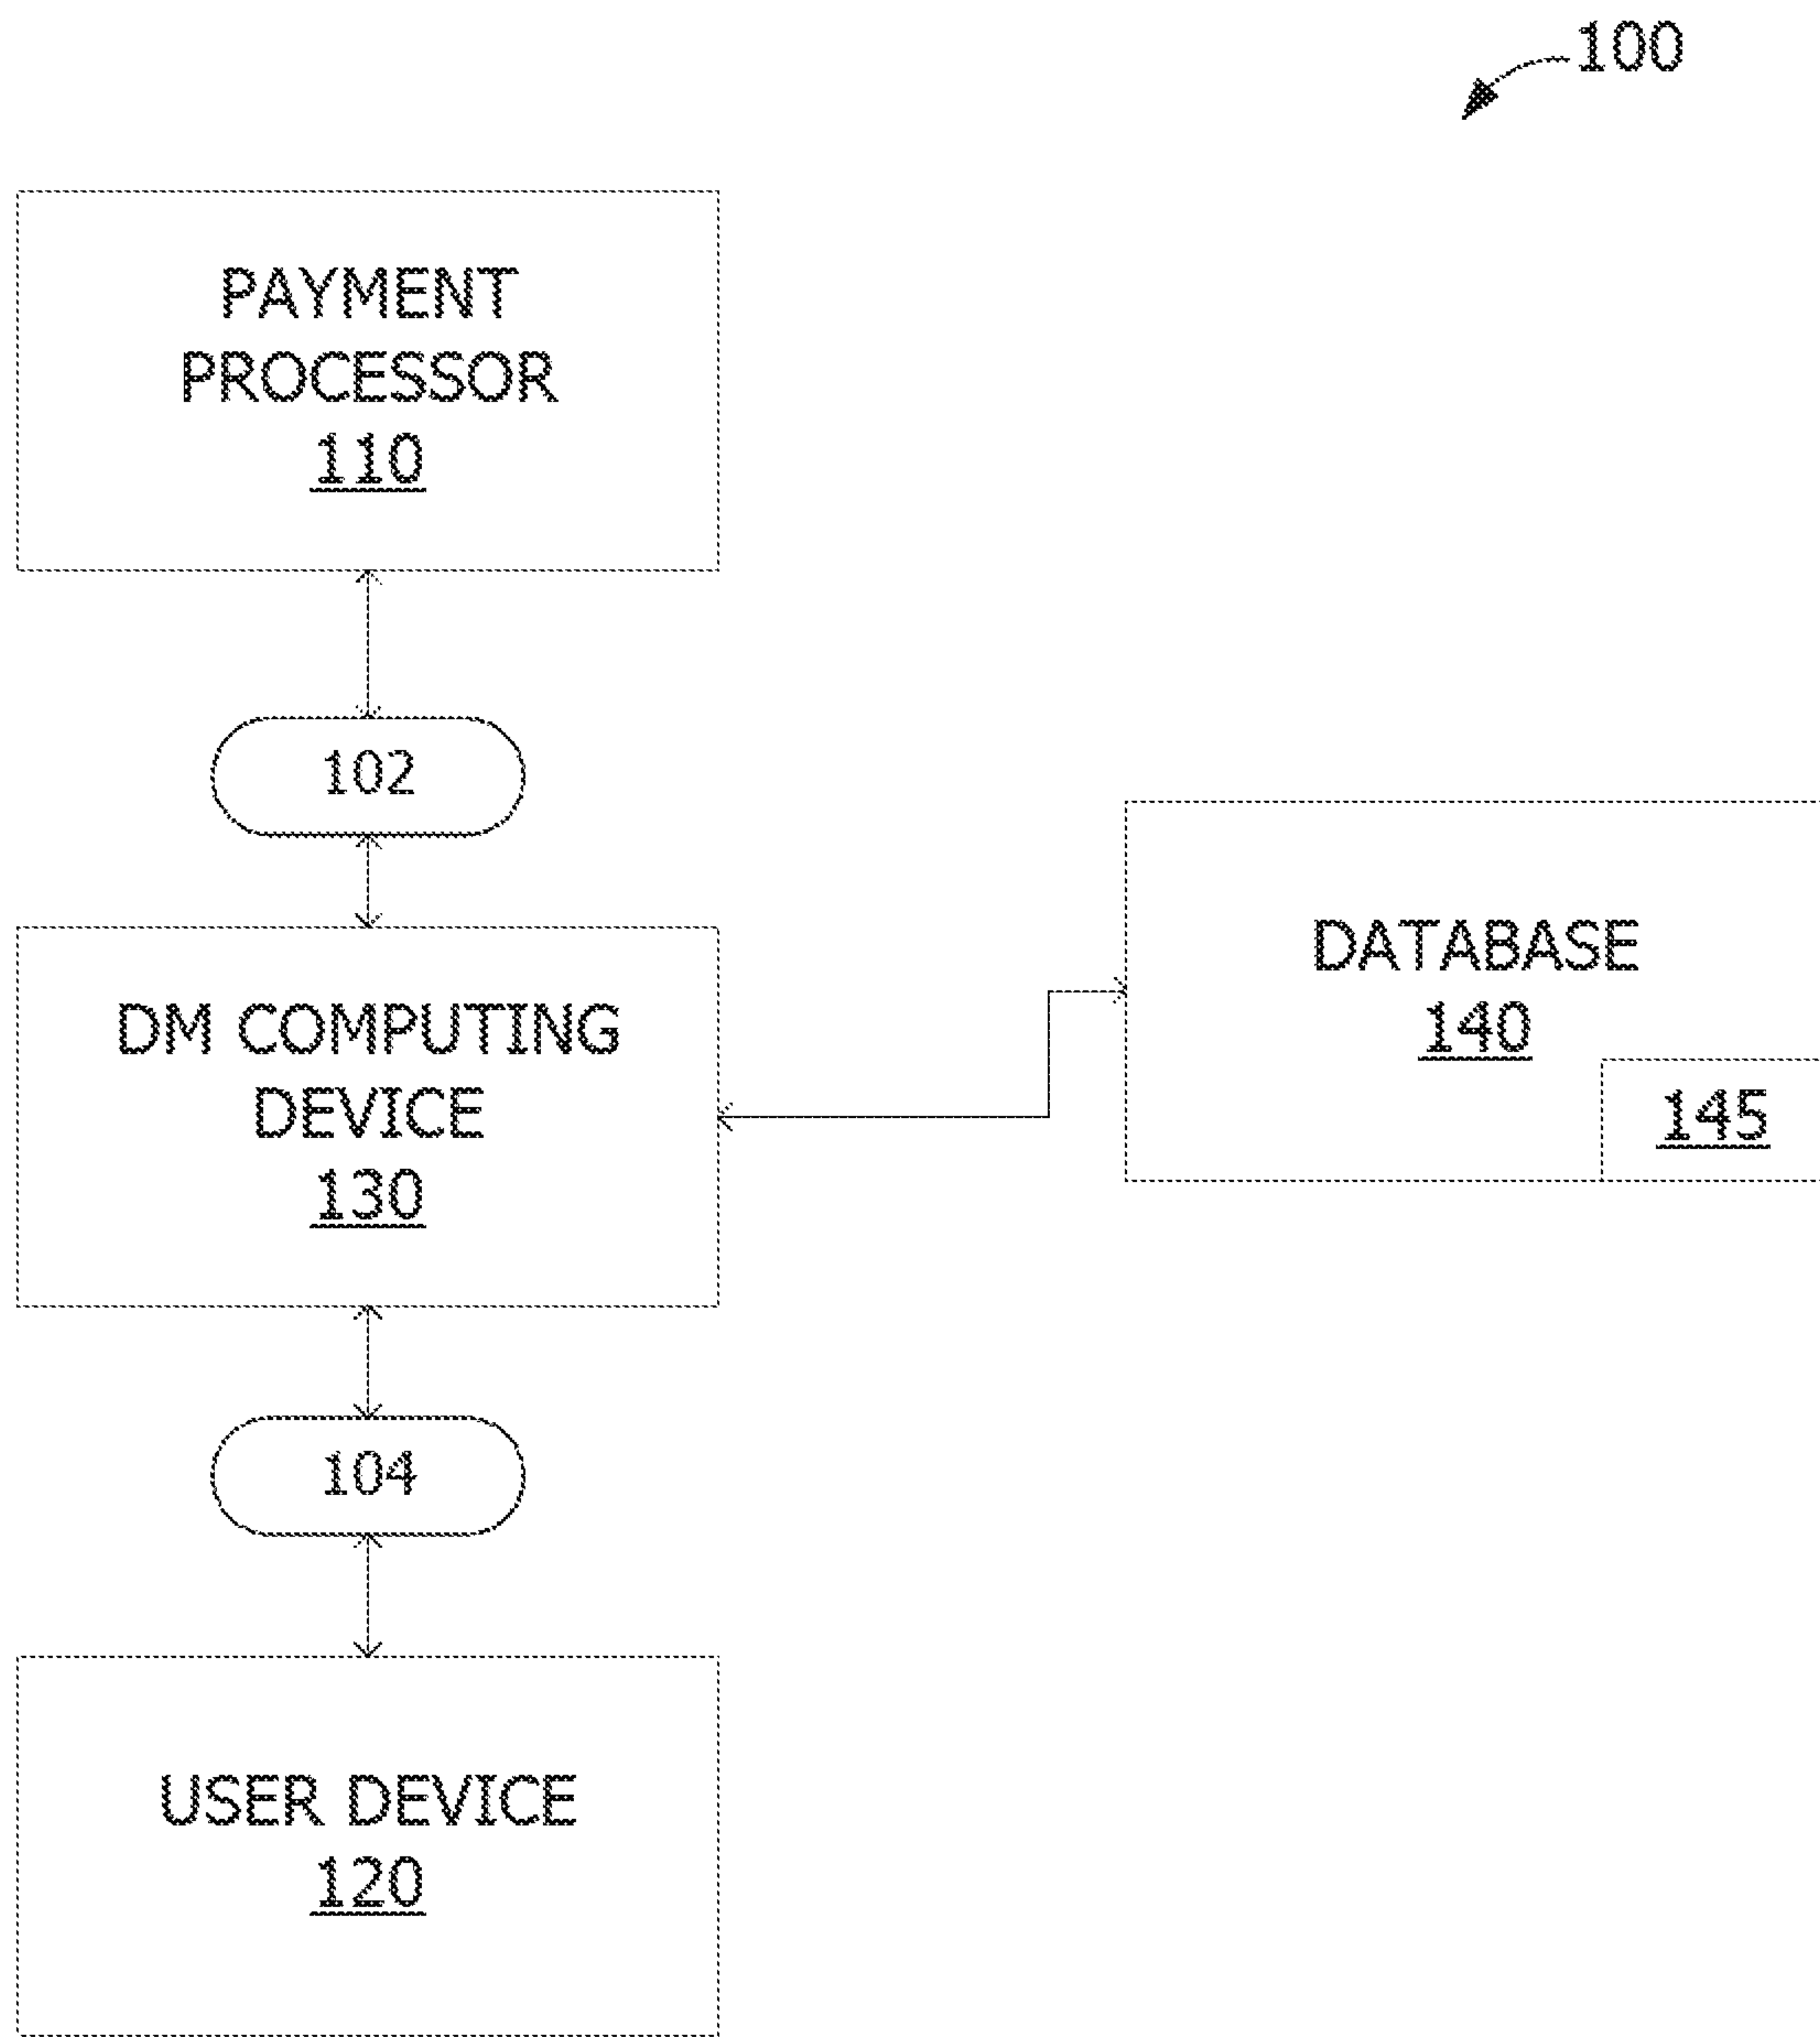 100
PAYMENT
PROCESSOR
110
102
DM COMPUTING
DEVICE
130
DATABASE
140
145
104
USER DEVICE
120